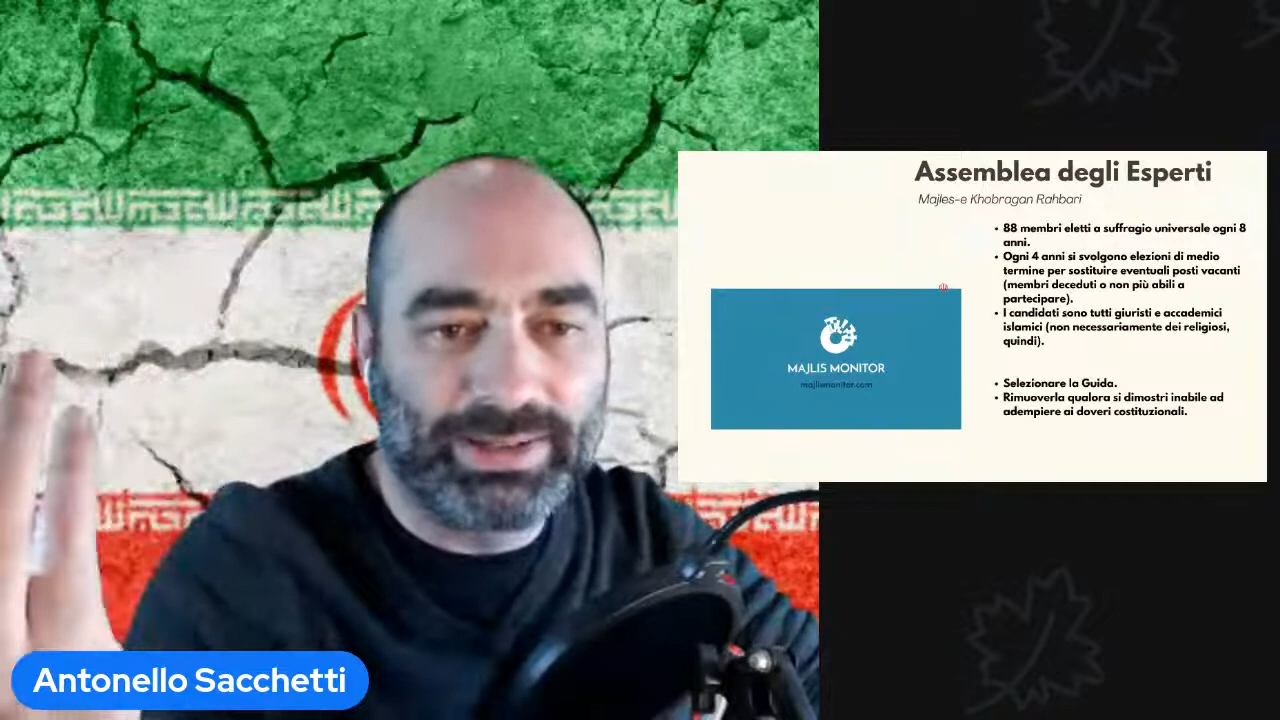 Assemblea degli Esperti
Majles-e Khobragan Rahbari
• 88 membri eletti a suffragio universale ogni 8
anni.
• Ogni 4 anni si svolgono elezioni di medio
termine per sostituire eventuali posti vacanti
(membri deceduti o non più abili a
partecipare).
• I candidati sono tutti giuristi e accademici
islamici (non necessariamente dei religiosi,
quindi).
• Selezionare la Guida.
• Rimuoverla qualora si dimostri inabile ad
adempiere ai doveri costituzionali.
MAJLIS MONITOR
majlismonitor.com
Antonello Sacchetti